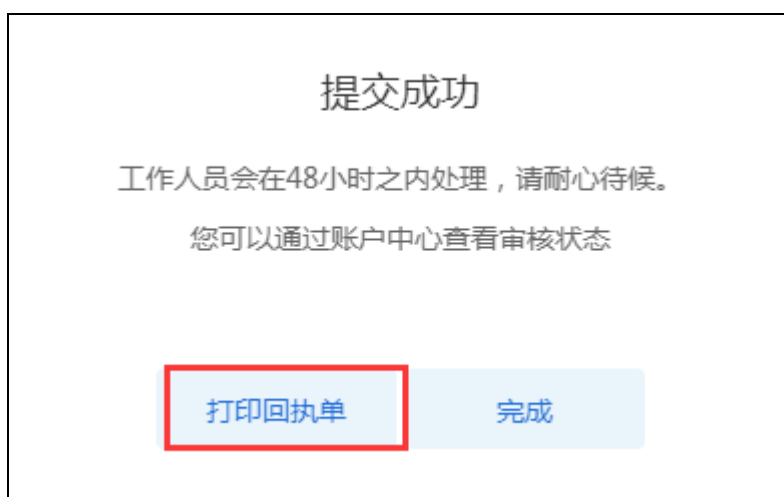 提交成功
工作人员会在48小时之内处理，请耐心待候。
您可以通过账户中心查看审核状态
打印回执单 完成